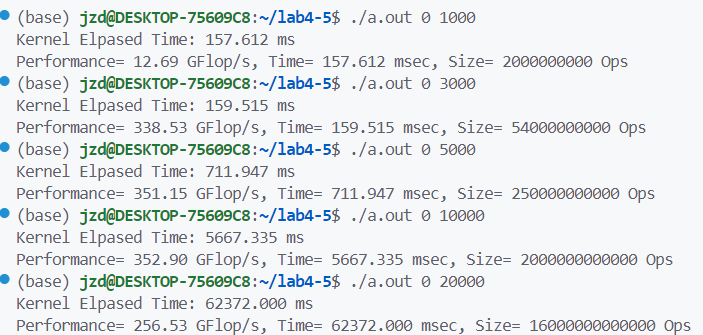 (base) jzd@DESKTOP-75609C8:~/lab4-5$ ./a.out 0 1000
Kernel Elpased Time: 157.612 ms
Performance= 12.69 GFlop/s, Time= 157.612 msec, Size= 2000000000 Ops
(base) jzd@DESKTOP-75609C8:~/lab4-5$ ./a.out 0 3000
Kernel Elpased Time: 159.515 ms
Performance= 338.53 GFlop/s, Time= 159.515 msec, Size= 54000000000 Ops
(base) jzd@DESKTOP-75609C8:~/lab4-5$ ./a.out 0 5000
Kernel Elpased Time: 711.947 ms
Performance= 351.15 GFlop/s, Time= 711.947 msec, Size= 250000000000 Ops
(base) jzd@DESKTOP-75609C8:~/lab4-5$ ./a.out 0 10000
Kernel Elpased Time: 5667.335 ms
Performance= 352.90 GFlop/s, Time= 5667.335 msec, Size= 2000000000000 Ops
(base) jzd@DESKTOP-75609C8:~/lab4-5$ ./a.out 0 20000
Kernel Elpased Time: 62372.000 ms
Performance= 256.53 GFlop/s, Time= 62372.000 msec, Size= 16000000000000 Ops